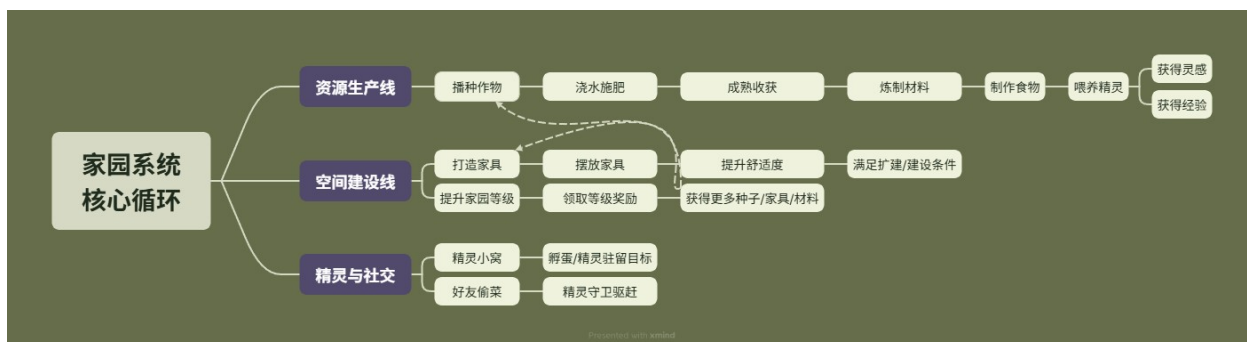 家园系统
核心循环
资源生产线
播种作物
浇水施肥
成熟收获
炼制材料
制作食物
喂养精灵
获得灵感
获得经验
空间建设线
打造家具
摆放家具
提升舒适度
满足扩建/建设条件
提升家园等级
领取等级奖励
获得更多种子/家具/材料
精灵与社交
精灵小窝
孵蛋/精灵驻留目标
好友偷菜
精灵守卫驱赶
Presented with xmind